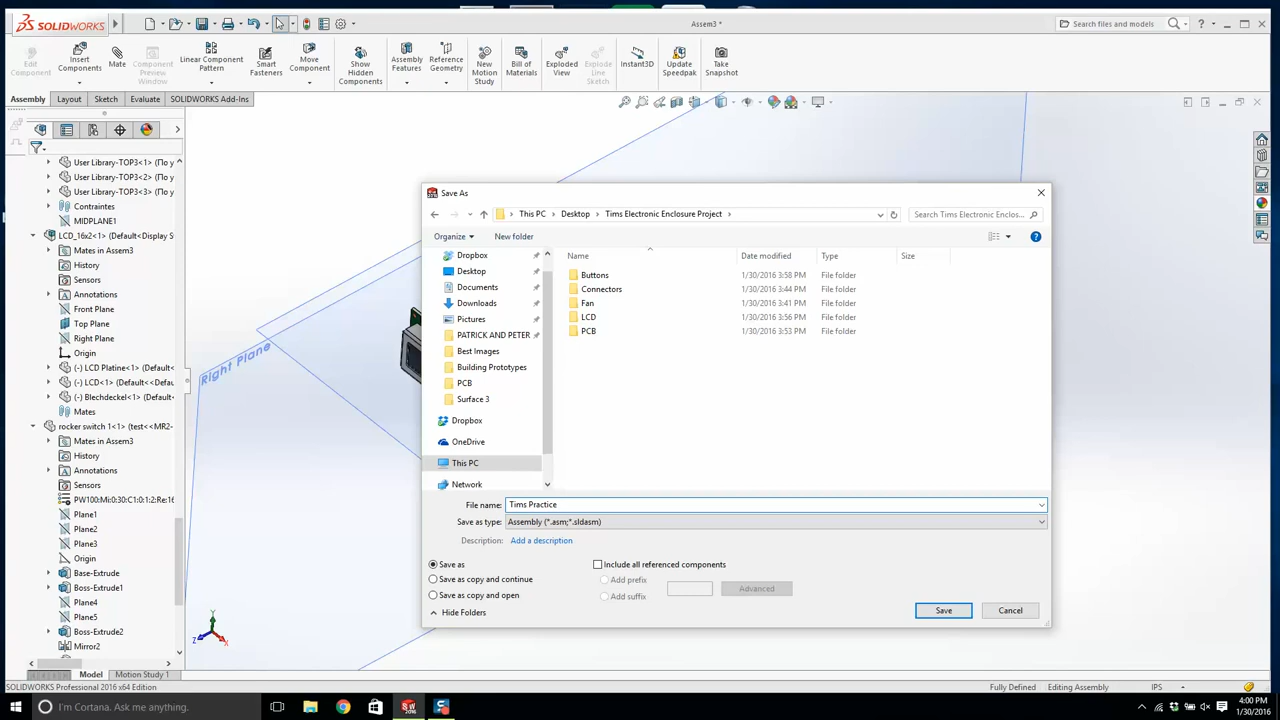 SOLIDWORKS
Assem3 *
Search files and models
Edit Component
Insert Components
Mate
Component Preview Window
Linear Component Pattern
Smart Fasteners
Move Component
Show Hidden Components
Assembly Features
Reference Geometry
New Motion Study
Bill of Materials
Exploded View
Explode Line Sketch
Instant3D
Update Speedpak
Take Snapshot
Assembly Layout Sketch Evaluate SOLIDWORKS Add-Ins
User Library-TOP3<1> (По у
User Library-TOP3<2> (По у
User Library-TOP3<3> (По у
Contraintes
MIDPLANE1
LCD_16x2<1> (Default<Display S
Mates in Assem3
History
Sensors
Annotations
Front Plane
Top Plane
Right Plane
Origin
(-) LCD Platine<1> (Default<
(-) LCD<1> (Default<Default
(-) Blechdeckel<1> (Default<
Mates
rocker switch 1<1> (test<<MR2-
Mates in Assem3
History
Annotations
Sensors
PW100:Mi:0:30:C1:0:1:2:Re:16
Plane1
Plane2
Plane3
Origin
Base-Extrude
Boss-Extrude1
Plane4
Plane5
Boss-Extrude2
Mirror2
Right Plane
Y
Z
X
Save As
This PC > Desktop > Tims Electronic Enclosure Project >
Search Tims Electronic Enclos...
Organize New folder
Name Date modified Type Size
Dropbox
Desktop
Documents
Downloads
Pictures
PATRICK AND PETER
Best Images
Building Prototypes
PCB
Surface 3
Dropbox
OneDrive
This PC
Network
Buttons 1/30/2016 3:58 PM File folder
Connectors 1/30/2016 3:44 PM File folder
Fan 1/30/2016 3:41 PM File folder
LCD 1/30/2016 3:56 PM File folder
PCB 1/30/2016 3:53 PM File folder
File name: Tims Practice
Save as type: Assembly (*.asm;*.sldasm)
Description: Add a description
Save as
Save as copy and continue
Save as copy and open
Include all referenced components
Add prefix
Add suffix
Advanced
Hide Folders
Save Cancel
Model Motion Study 1
SOLIDWORKS Professional 2016 x64 Edition
Fully Defined Editing Assembly IPS
I'm Cortana. Ask me anything.
4:00 PM
1/30/2016